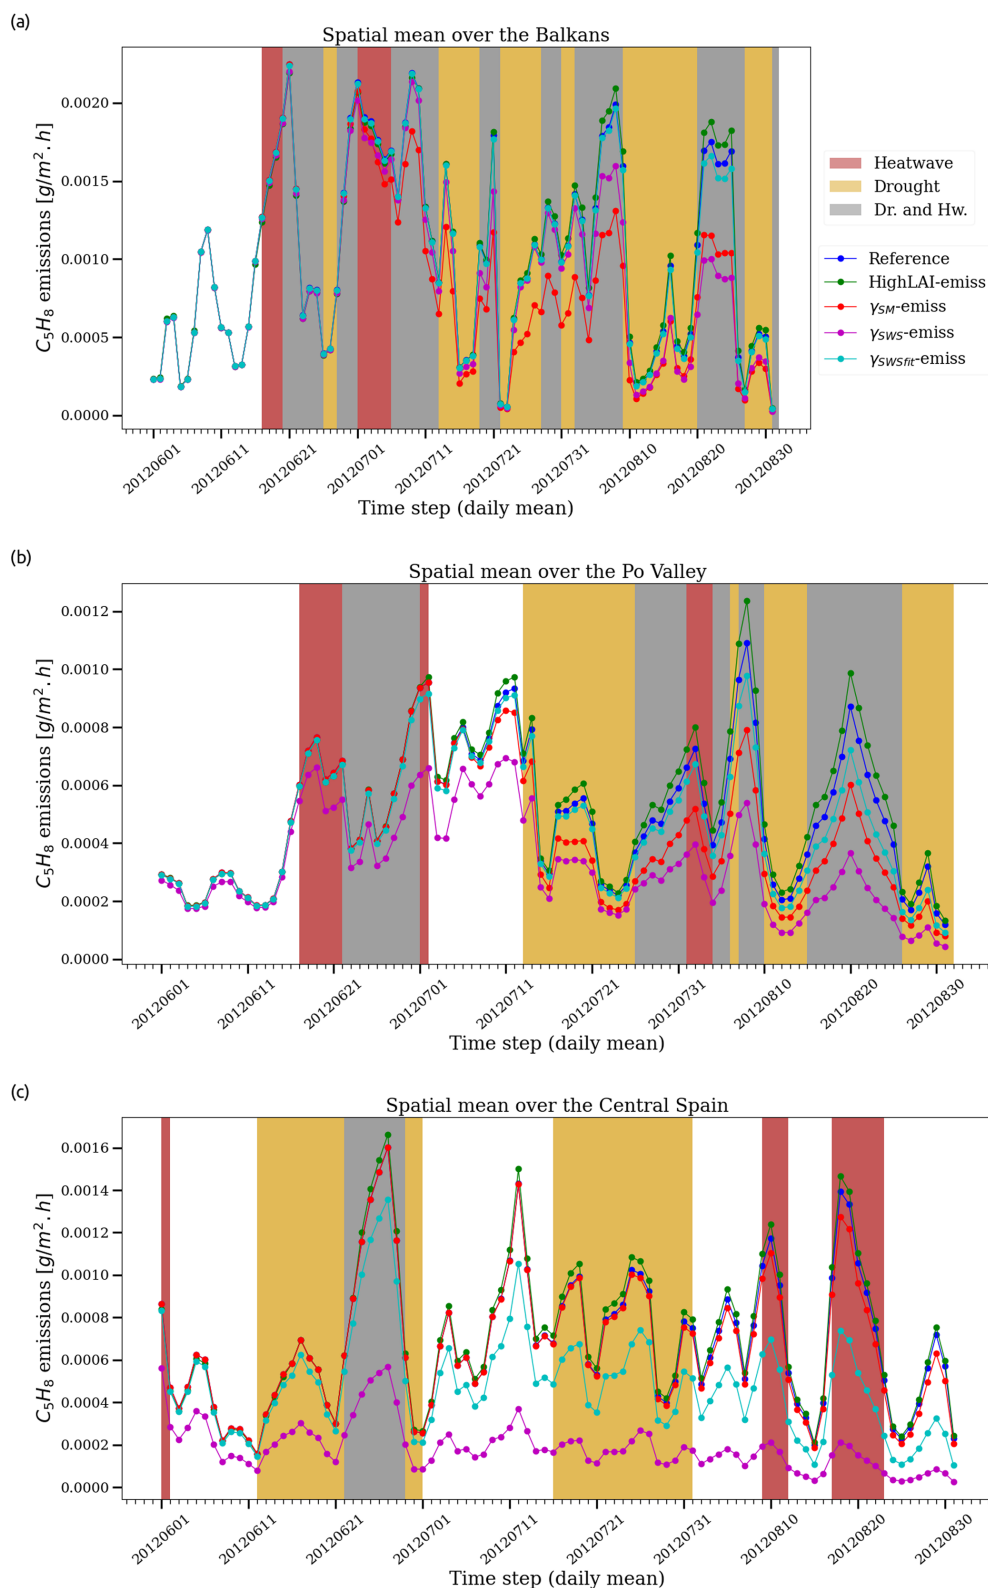 (a)
Spatial mean over the Balkans
C₅H₈ emissions [g/m².h]
0.0020
0.0015
0.0010
0.0005
0.0000
20120601 20120611 20120621 20120701 20120711 20120721 20120731 20120810 20120820 20120830
Time step (daily mean)
Heatwave
Drought
Dr. and Hw.
Reference
HighLAI-emiss
γSM-emiss
γSWS-emiss
γSWSfit-emiss
(b)
Spatial mean over the Po Valley
C₅H₈ emissions [g/m².h]
0.0012
0.0010
0.0008
0.0006
0.0004
0.0002
0.0000
20120601 20120611 20120621 20120701 20120711 20120721 20120731 20120810 20120820 20120830
Time step (daily mean)
(c)
Spatial mean over the Central Spain
C₅H₈ emissions [g/m².h]
0.0016
0.0014
0.0012
0.0010
0.0008
0.0006
0.0004
0.0002
0.0000
20120601 20120611 20120621 20120701 20120711 20120721 20120731 20120810 20120820 20120830
Time step (daily mean)